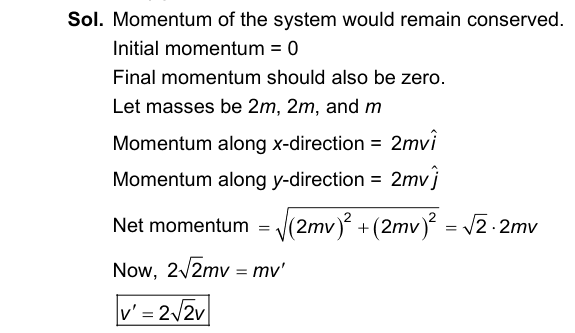 Sol. Momentum of the system would remain conserved.
Initial momentum = 0
Final momentum should also be zero.
Let masses be 2m, 2m, and m
Momentum along x-direction = 2mvî
Momentum along y-direction = 2mvĵ
Net momentum = √((2mv)² + (2mv)²) = √2 · 2mv
Now, 2√2mv = mv′
v′ = 2√2v